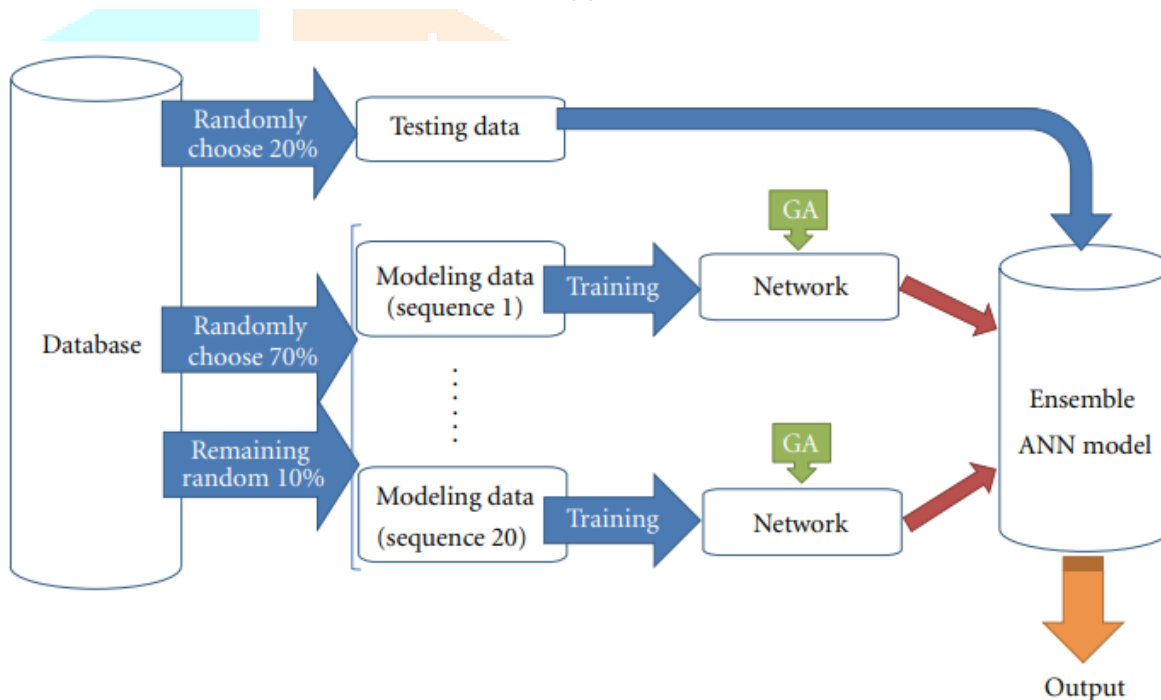 Randomly
choose 20%
Testing data
GA
Modeling data
(sequence 1)
Training
Network
Database
Randomly
choose 70%
Ensemble
ANN model
Remaining
random 10%
GA
Modeling data
(sequence 20)
Training
Network
Output